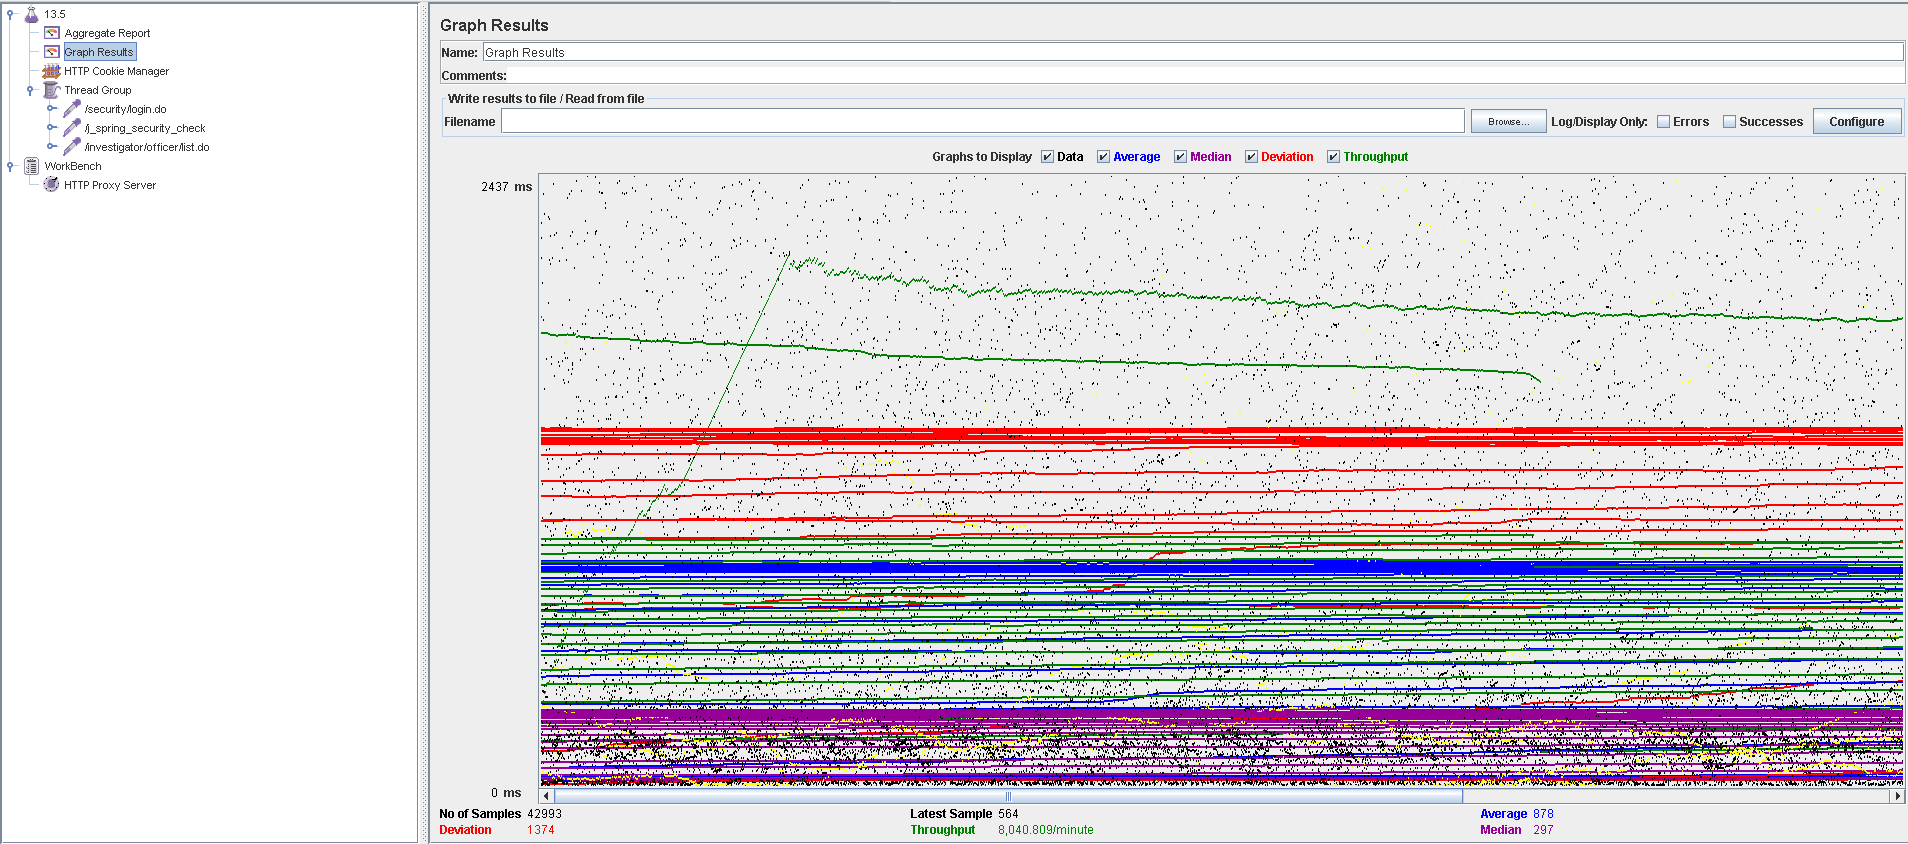 13.5
Aggregate Report
Graph Results
HTTP Cookie Manager
Thread Group
/security/login.do
/j_spring_security_check
/investigator/officer/list.do
WorkBench
HTTP Proxy Server
Graph Results
Name: Graph Results
Comments:
Write results to file / Read from file
Filename Browse... Log/Display Only: Errors Successes Configure
Graphs to Display Data Average Median Deviation Throughput
2437 ms
0 ms
No of Samples 42993 Latest Sample 564 Average 878
Deviation 1374 Throughput 8,040.809/minute Median 297